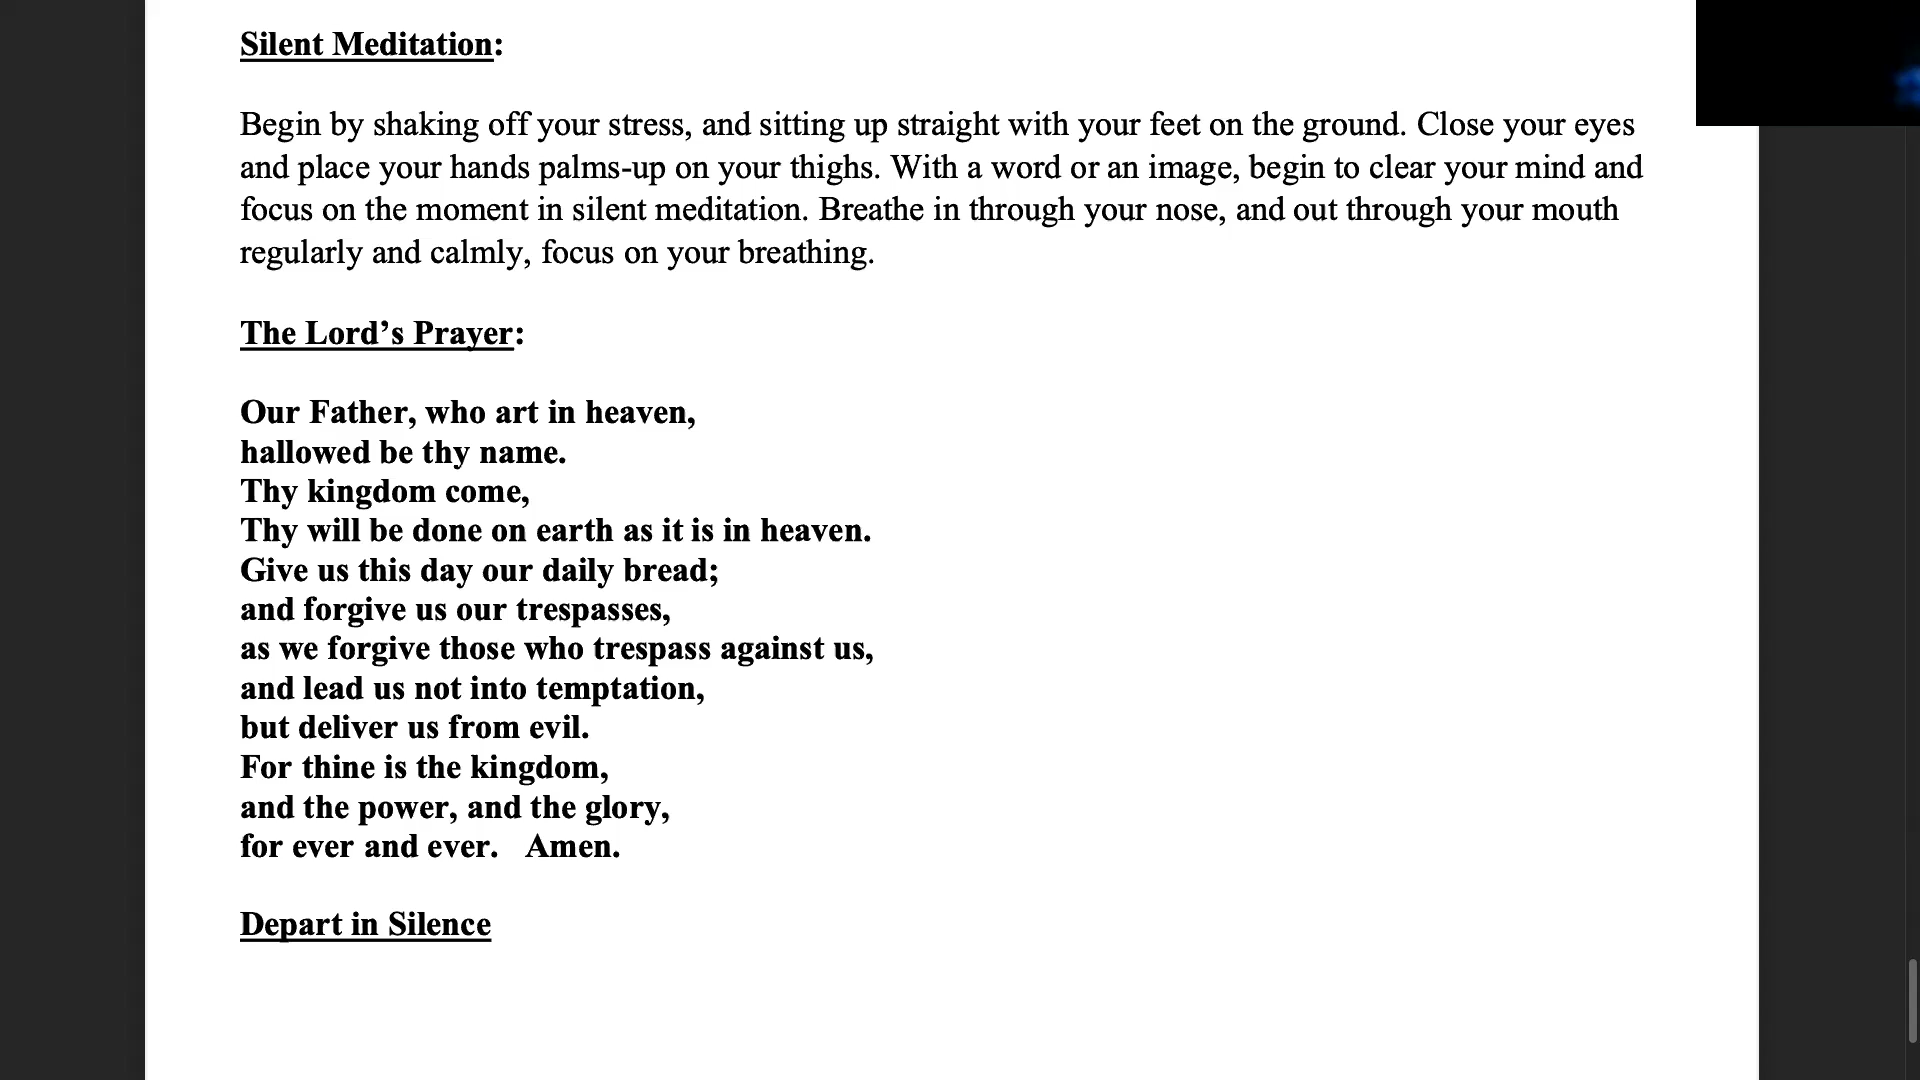 Silent Meditation:
Begin by shaking off your stress, and sitting up straight with your feet on the ground. Close your eyes
and place your hands palms-up on your thighs. With a word or an image, begin to clear your mind and
focus on the moment in silent meditation. Breathe in through your nose, and out through your mouth
regularly and calmly, focus on your breathing.
The Lord’s Prayer:
Our Father, who art in heaven,
hallowed be thy name.
Thy kingdom come,
Thy will be done on earth as it is in heaven.
Give us this day our daily bread;
and forgive us our trespasses,
as we forgive those who trespass against us,
and lead us not into temptation,
but deliver us from evil.
For thine is the kingdom,
and the power, and the glory,
for ever and ever.   Amen.
Depart in Silence